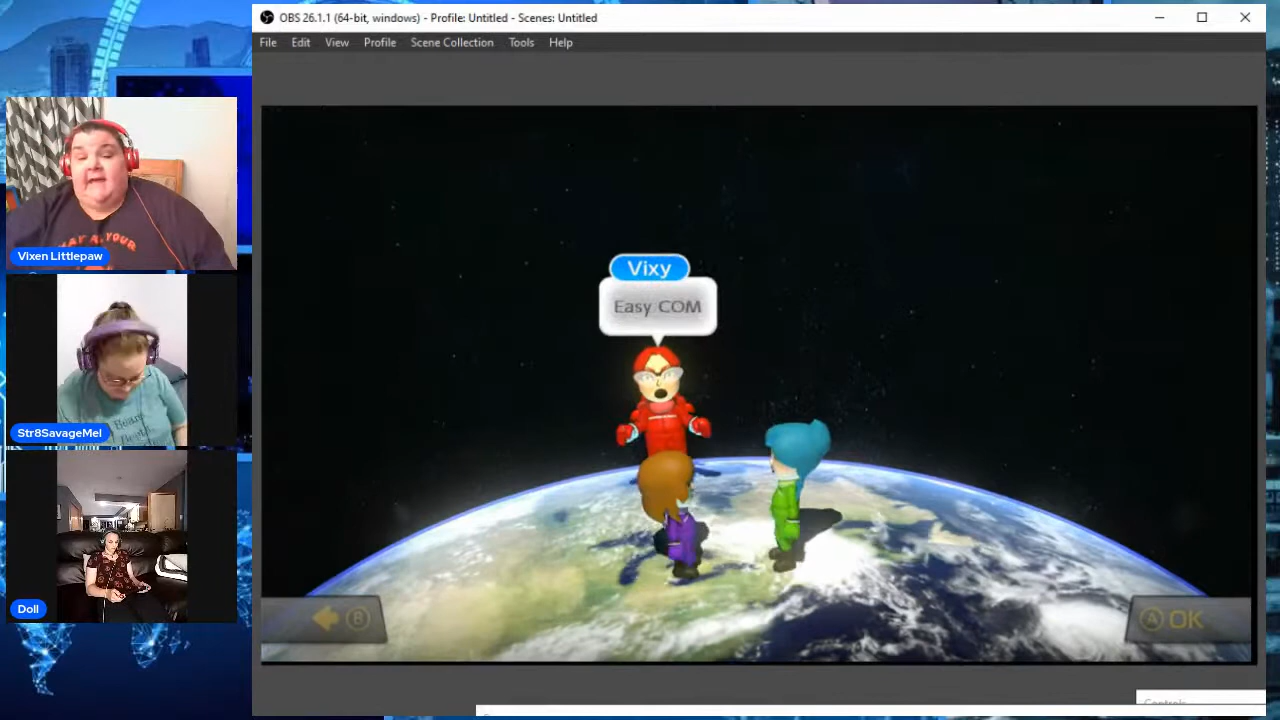 OBS 26.1.1 (64-bit, windows) - Profile: Untitled - Scenes: Untitled
File Edit View Profile Scene Collection Tools Help
Vixy
Easy COM
Vixen Littlepaw
Str8SavageMel
Doll
B
A OK
Controls